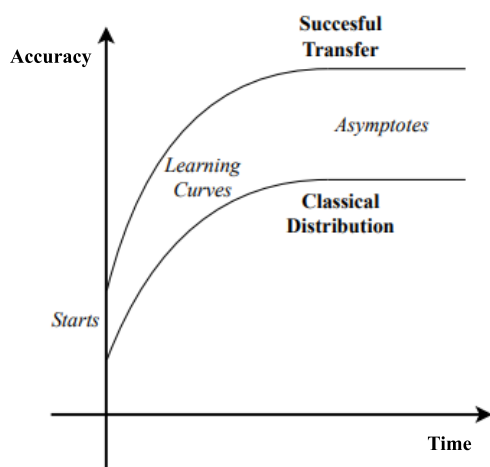 Succesful
Transfer
Accuracy
Asymptotes
Learning
Curves
Classical
Distribution
Starts
Time